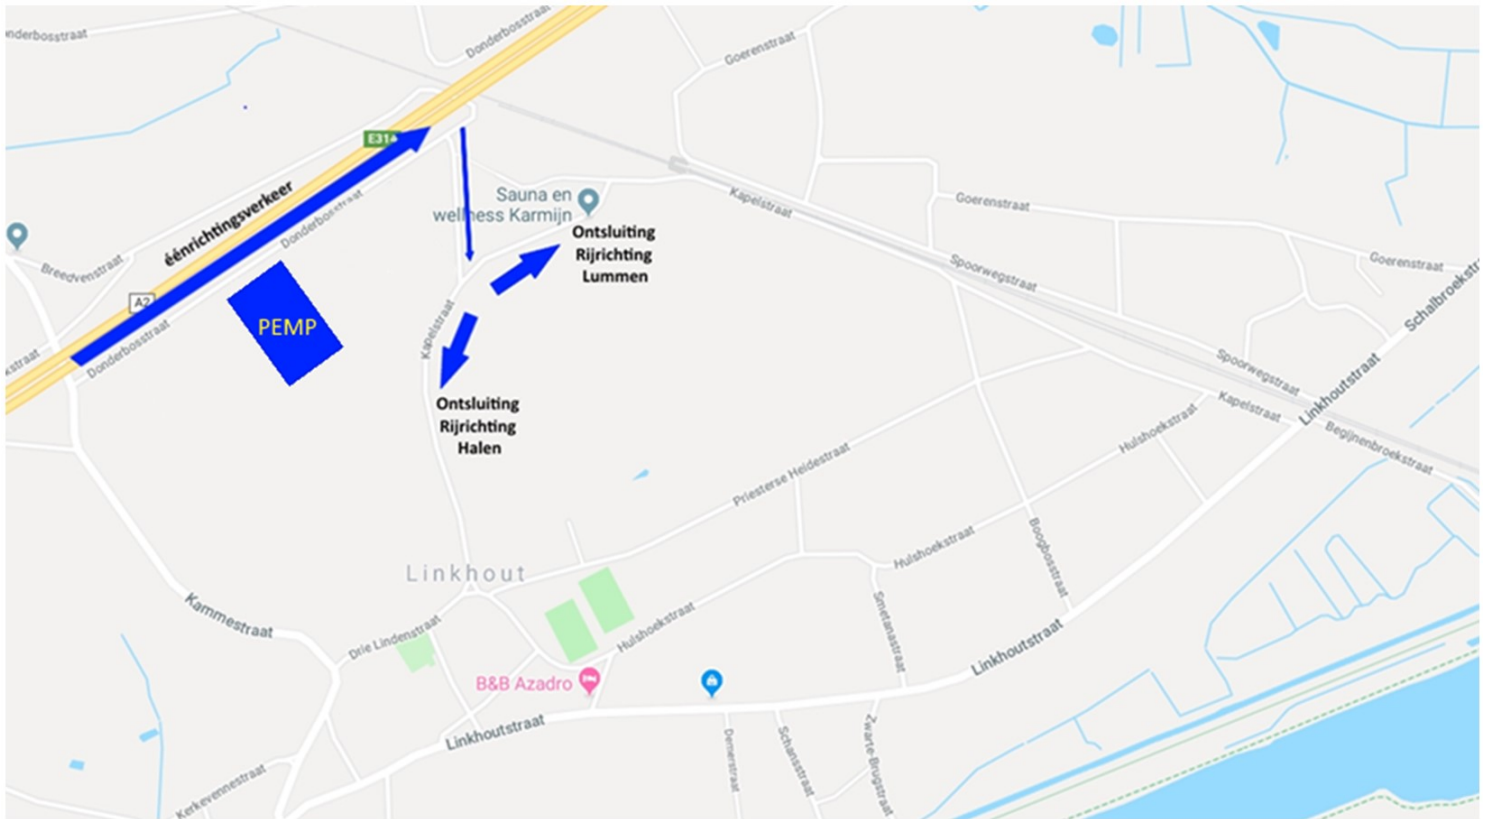 nderbosstraat
Donderbosstraat
Goerenstraat
E314
éénrichtingsverkeer
Donderbosstraat
Sauna en
wellness Karmijn
Kapelstraat
Goerenstraat
Ontsluiting
Rijrichting
Lummen
Breedvenstraat
Spoorwegstraat
Goerenstraat
Schalbroekstr
A2
PEMP
Kapelstraat
Donderbosstraat
kstraat
Spoorwegstraat
Linkhoutstraat
Ontsluiting
Rijrichting
Halen
Kapelstraat
Begijnenbroekstraat
Hulshoekstraat
Priesterse Heidestraat
Hulshoekstraat
Boogbosstraat
Linkhout
Kammestraat
Drie Lindenstraat
Hulshoekstraat
Smetanastraat
Linkhoutstraat
B&B Azadro
Linkhoutstraat
Demerstraat
Schansstraat
Zwarte-Brugstraat
Kerkevennestraat